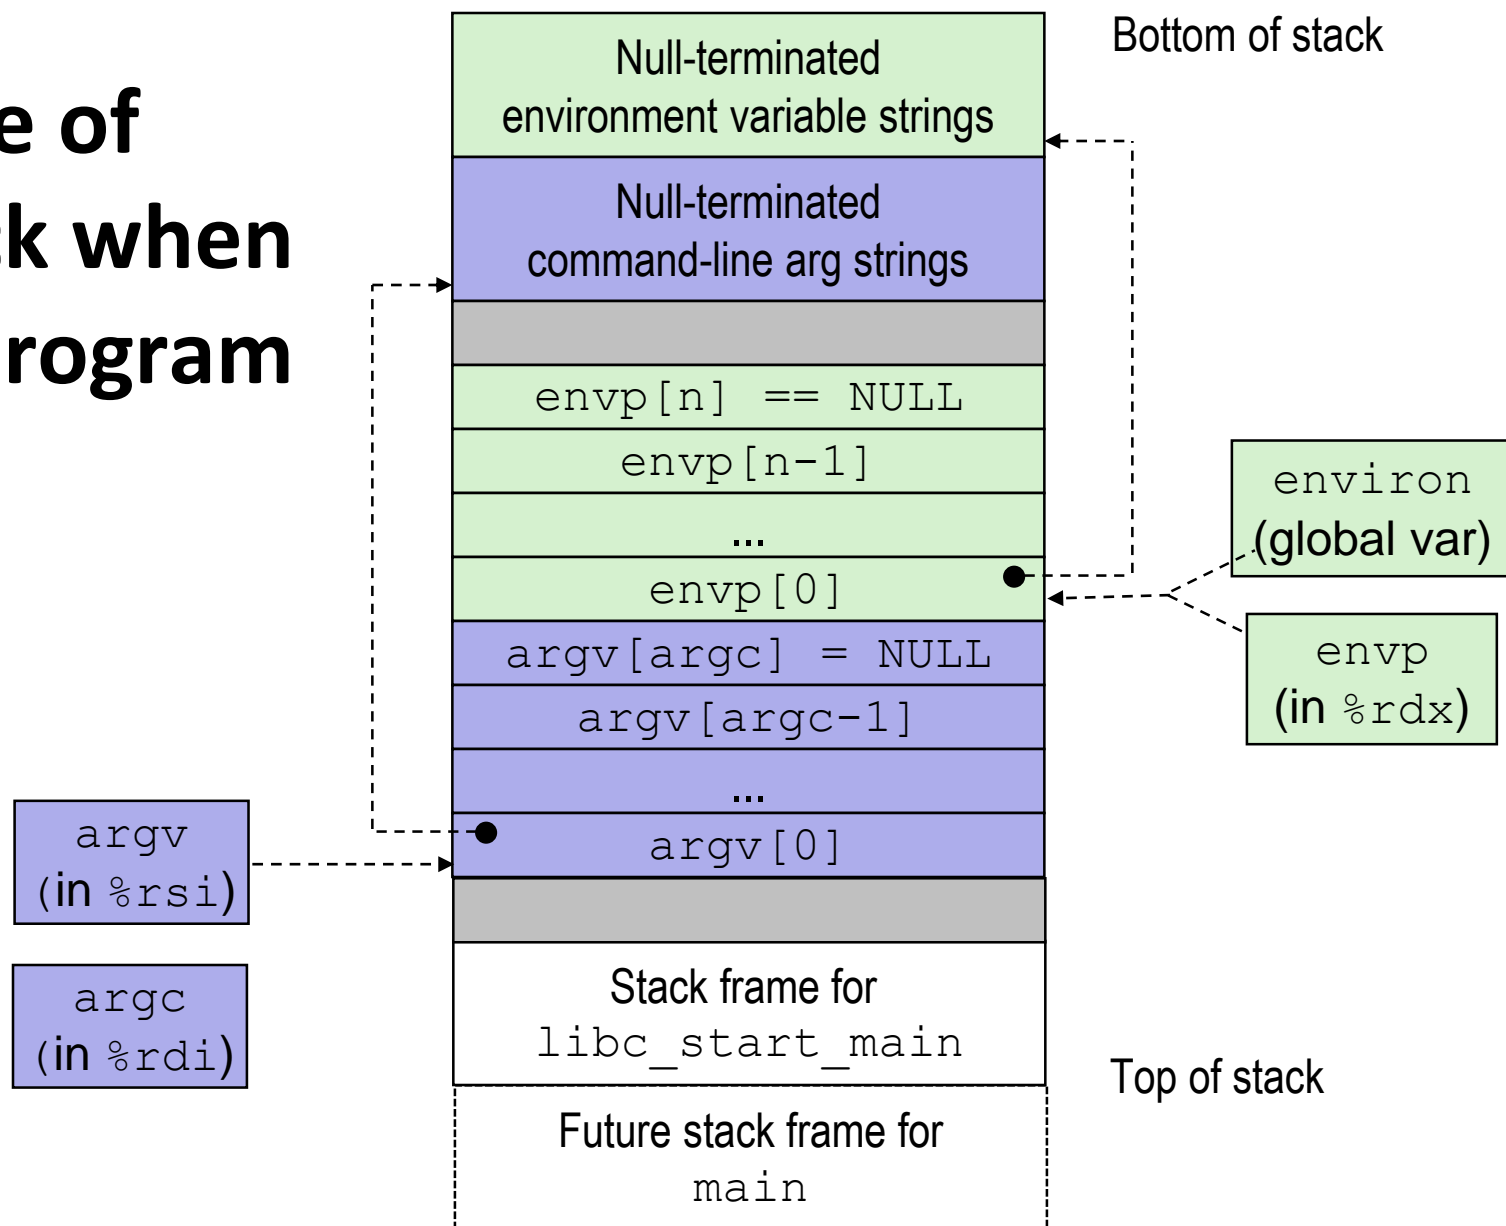 e of
k when
rogram
Bottom of stack
Null-terminated
environment variable strings
Null-terminated
command-line arg strings
envp[n] == NULL
envp[n-1]
...
envp[0]
argv[argc] = NULL
argv[argc-1]
...
argv[0]
environ
(global var)
envp
(in %rdx)
argv
(in %rsi)
argc
(in %rdi)
Stack frame for
libc_start_main
Top of stack
Future stack frame for
main